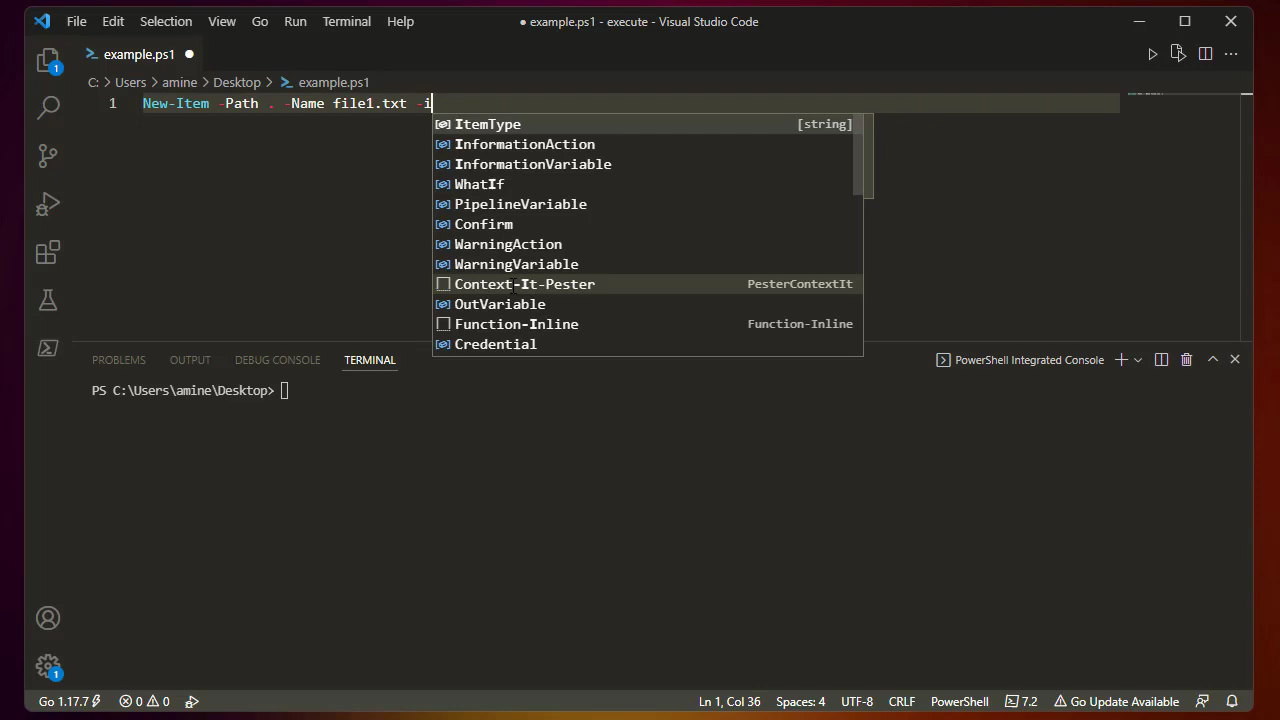 File Edit Selection View Go Run Terminal Help ● example.ps1 - execute - Visual Studio Code
example.ps1 ●
C: > Users > amine > Desktop > example.ps1
1 New-Item -Path . -Name file1.txt -i
ItemType [string]
InformationAction
InformationVariable
WhatIf
PipelineVariable
Confirm
WarningAction
WarningVariable
Context-It-Pester PesterContextIt
OutVariable
Function-Inline Function-Inline
Credential
PROBLEMS OUTPUT DEBUG CONSOLE TERMINAL PowerShell Integrated Console
PS C:\Users\amine\Desktop>
1
1
Go 1.17.7 0 0 Ln 1, Col 36 Spaces: 4 UTF-8 CRLF PowerShell 7.2 Go Update Available